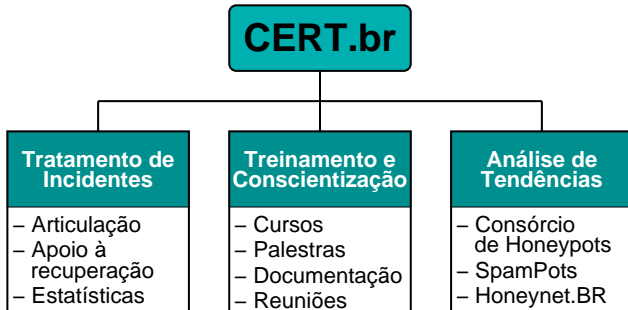 CERT.br
Tratamento de
Incidentes
– Articulação
– Apoio à
recuperação
– Estatísticas
Treinamento e
Conscientização
– Cursos
– Palestras
– Documentação
– Reuniões
Análise de
Tendências
– Consórcio
de Honeypots
– SpamPots
– Honeynet.BR